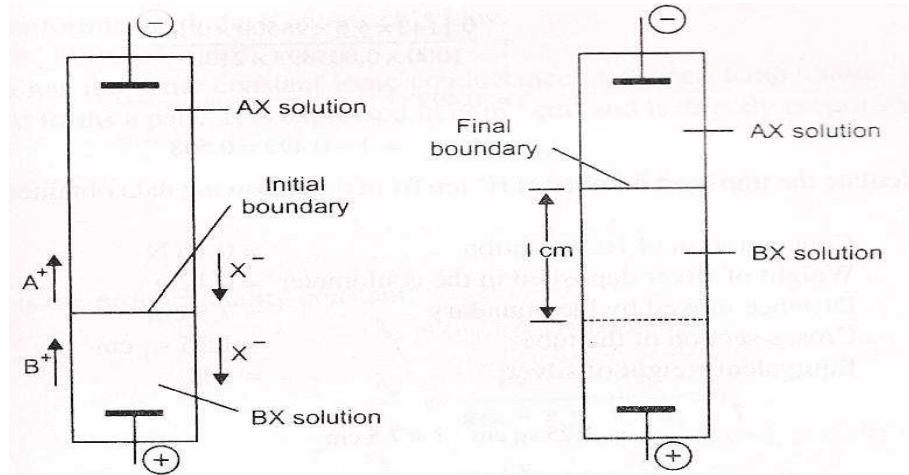 AX solution
Initial
boundary
A⁺
X⁻
B⁺
X⁻
BX solution
Final
boundary
AX solution
l cm
BX solution